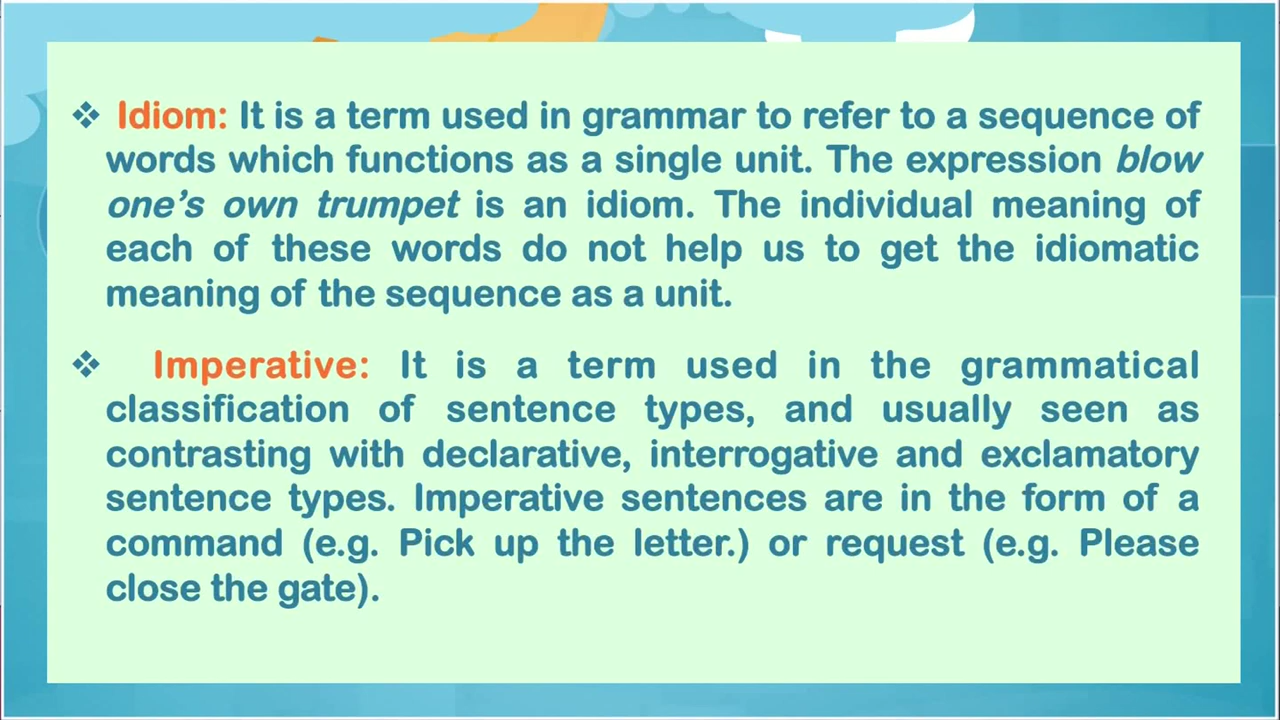 ❖ Idiom: It is a term used in grammar to refer to a sequence of
words which functions as a single unit. The expression blow
one’s own trumpet is an idiom. The individual meaning of
each of these words do not help us to get the idiomatic
meaning of the sequence as a unit.
❖ Imperative: It is a term used in the grammatical
classification of sentence types, and usually seen as
contrasting with declarative, interrogative and exclamatory
sentence types. Imperative sentences are in the form of a
command (e.g. Pick up the letter.) or request (e.g. Please
close the gate).